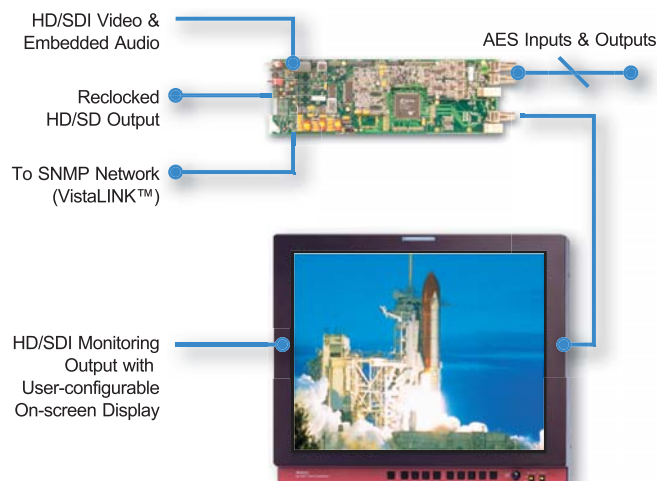 HD/SDI Video &
Embedded Audio
AES Inputs & Outputs
Reclocked
HD/SD Output
To SNMP Network
(VistaLINK™)
HD/SDI Monitoring
Output with
User-configurable
On-screen Display